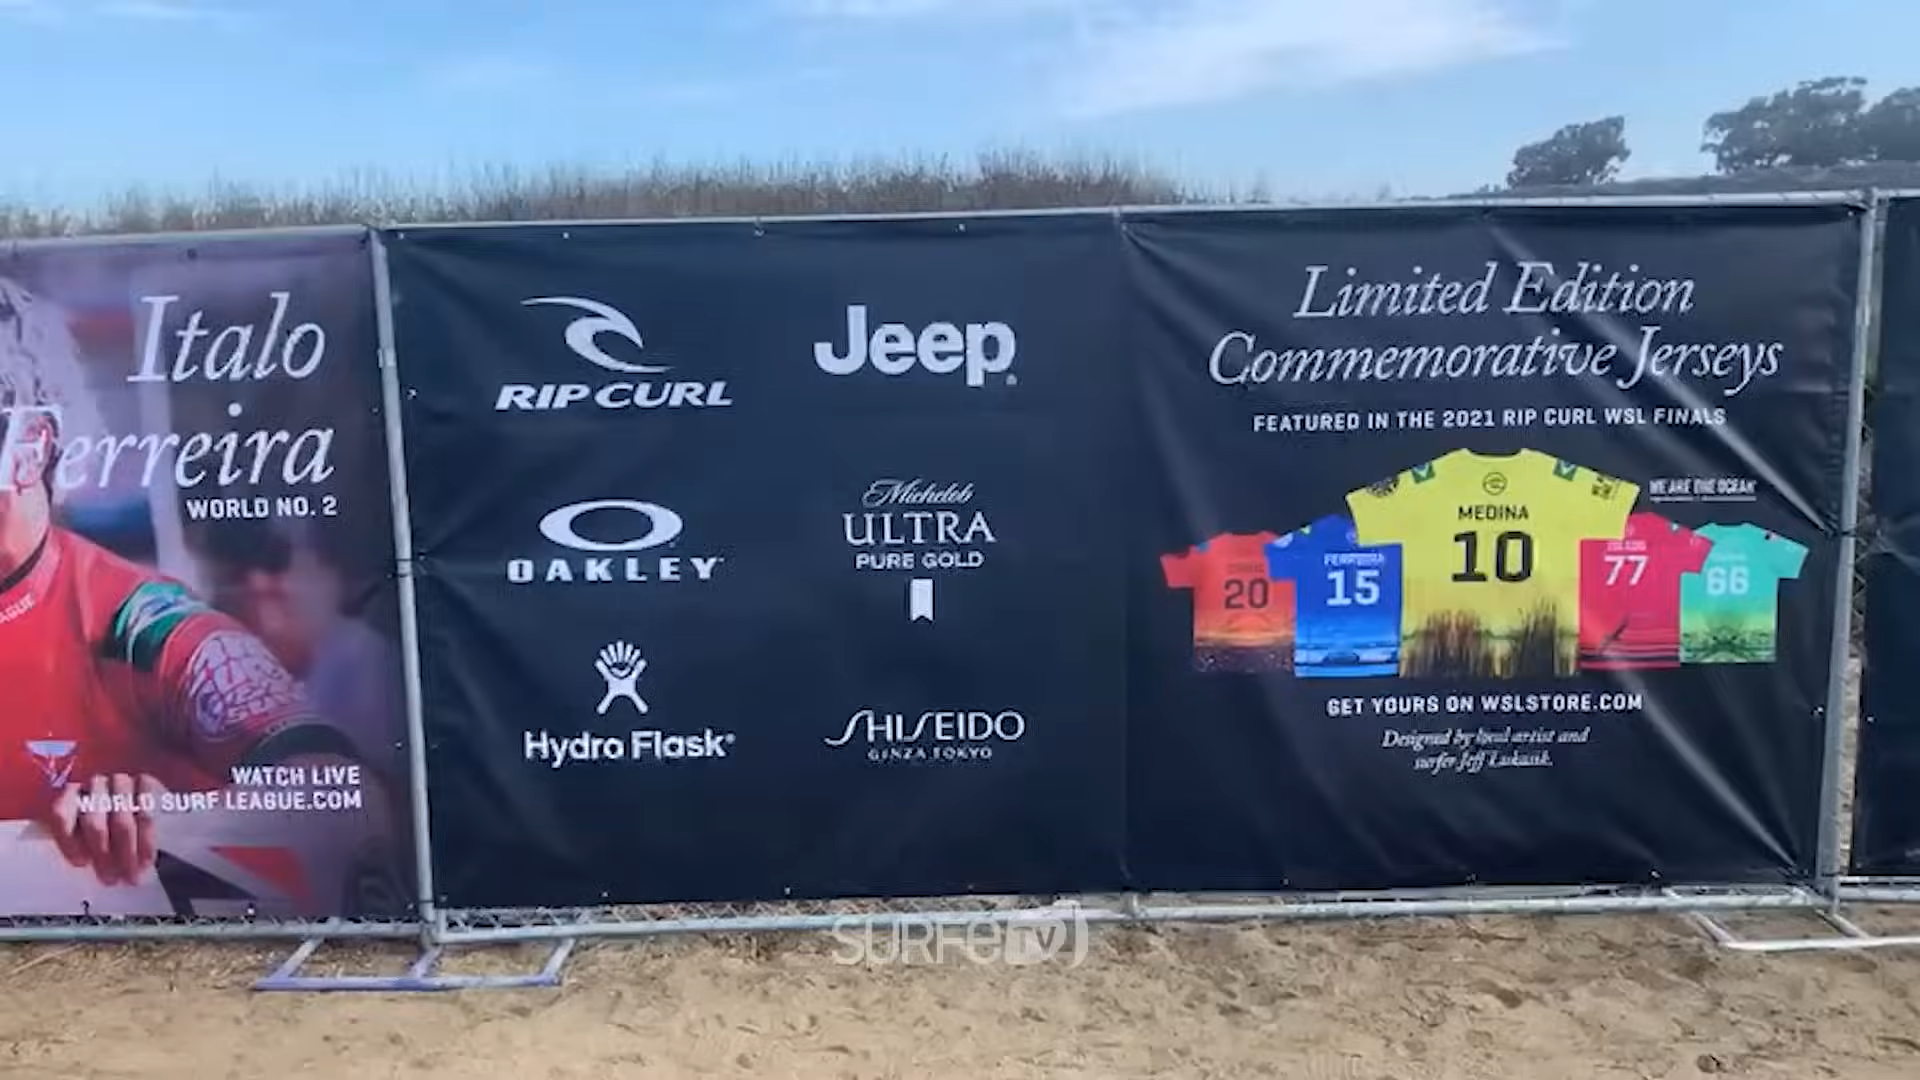 Italo
Ferreira
WORLD NO. 2
WATCH LIVE
WORLD SURF LEAGUE.COM
RIP CURL
Jeep
OAKLEY
Michelob
ULTRA
PURE GOLD
Hydro Flask
SHISEIDO
GINZA TOKYO
Limited Edition
Commemorative Jerseys
FEATURED IN THE 2021 RIP CURL WSL FINALS
WE ARE ONE OCEAN
MEDINA
10
20
FERREIRA
15
77
66
GET YOURS ON WSLSTORE.COM
Designed by local artist and
surfer Jeff Lukasik.
SURFE TV